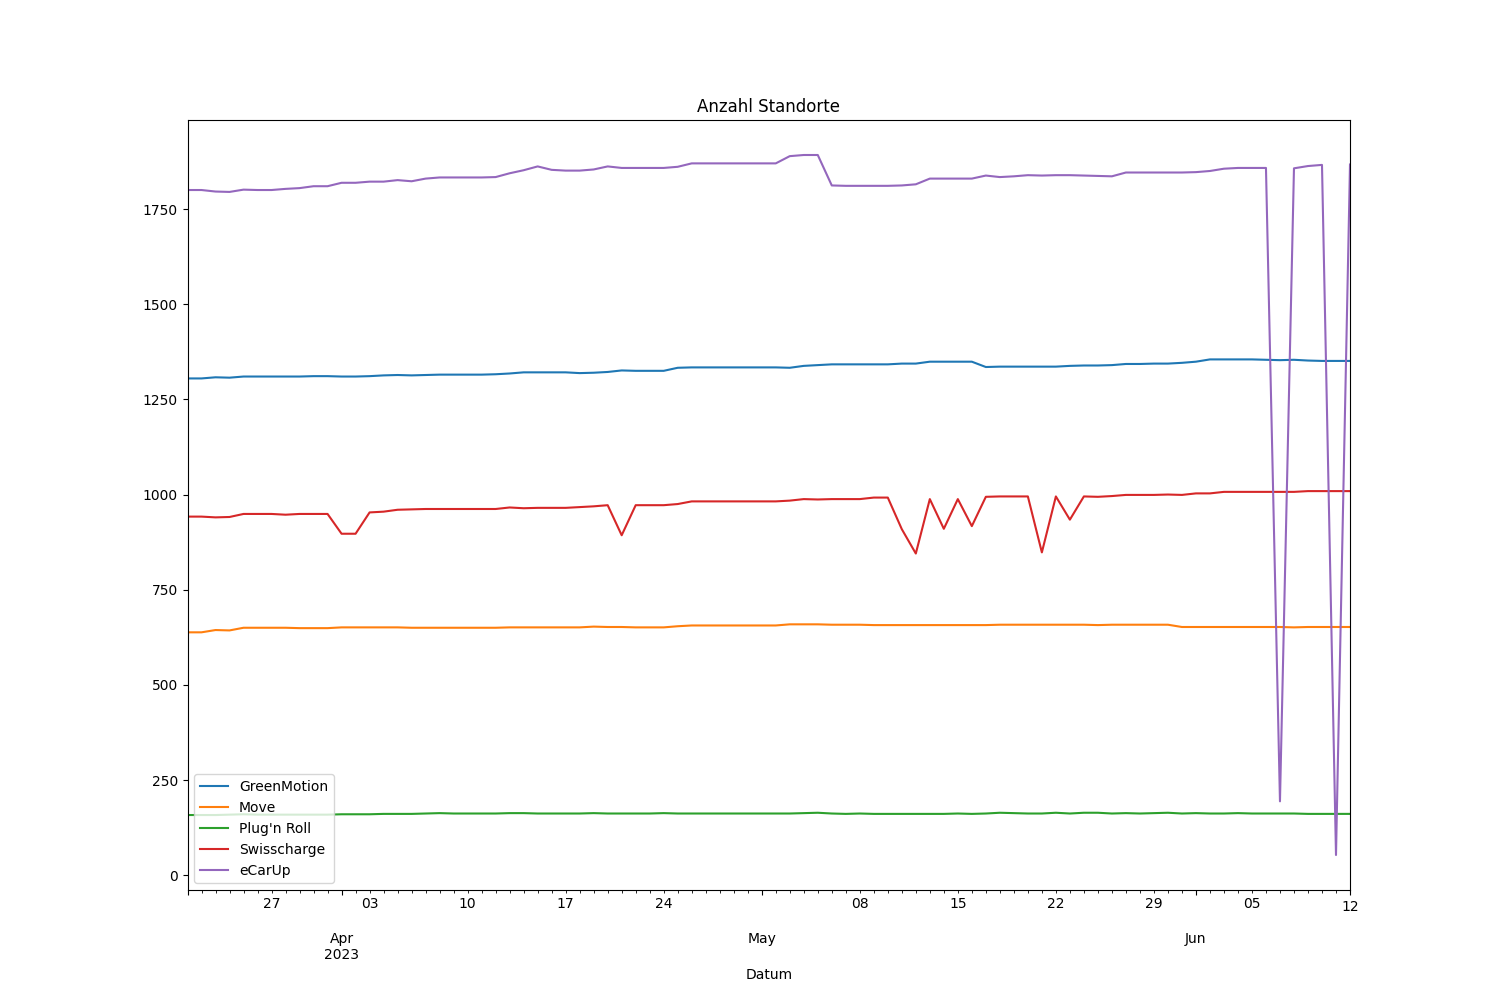 Anzahl Standorte
1750
1500
1250
1000
750
500
250
0
GreenMotion
Move
Plug'n Roll
Swisscharge
eCarUp
27 03 10 17 24 08 15 22 29 05 12
Apr May Jun
2023
Datum